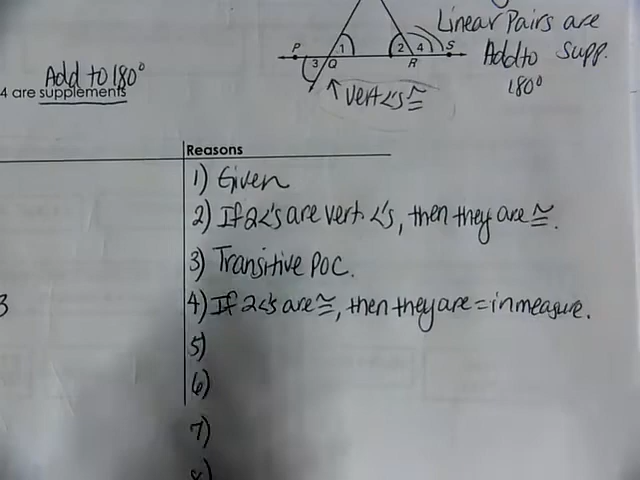 Linear Pairs are
Add to supp.
180°
P 3 Q 1 2 4 R S
Add to 180°
4 are supplements
↑ vert ∠s ≅
Reasons
1) Given
2) If 2 ∠'s are vert. ∠'s, then they are ≅.
3) Transitive POC.
3
4) If 2 ∠s are ≅, then they are = in measure.
5)
6)
7)
8)